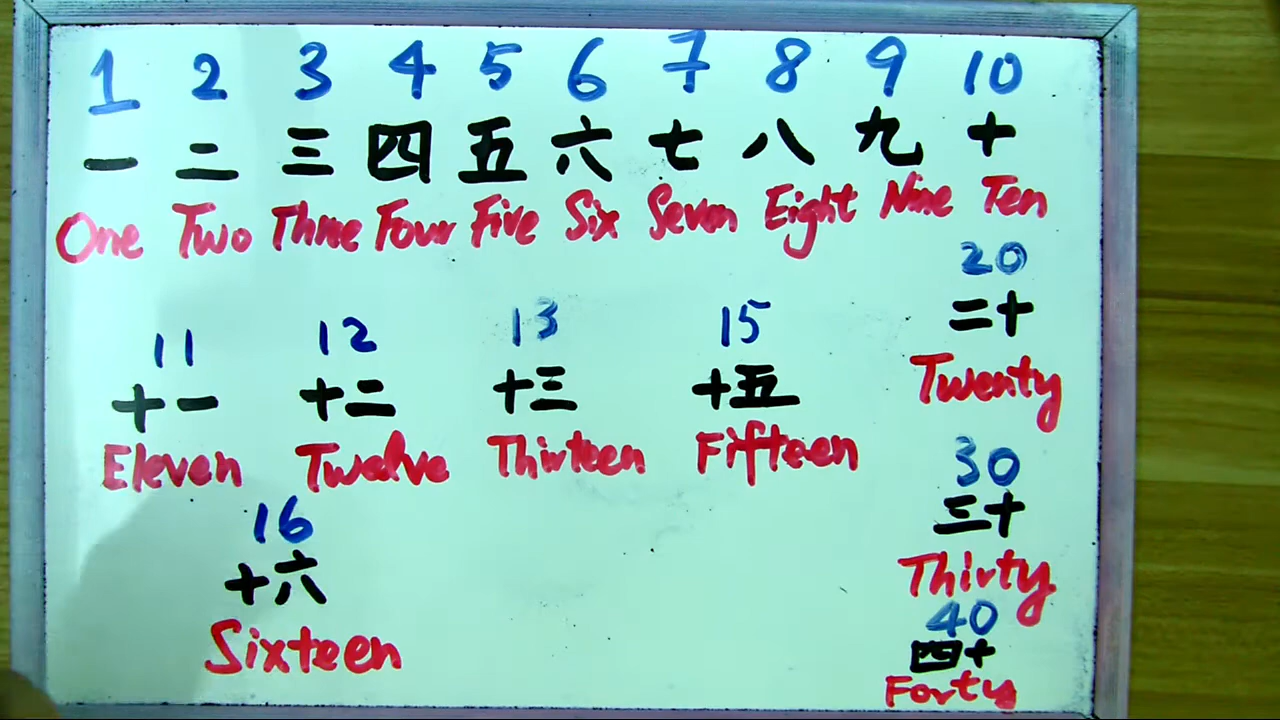 1 2 3 4 5 6 7 8 9 10
一 二 三 四 五 六 七 八 九 十
One Two Three Four Five Six Seven Eight Nine Ten
20
二十
Twenty
11 12 13 15
十一 十二 十三 十五
Eleven Twelve Thirteen Fifteen
30
三十
Thirty
16
十六
Sixteen
40
四十
Forty